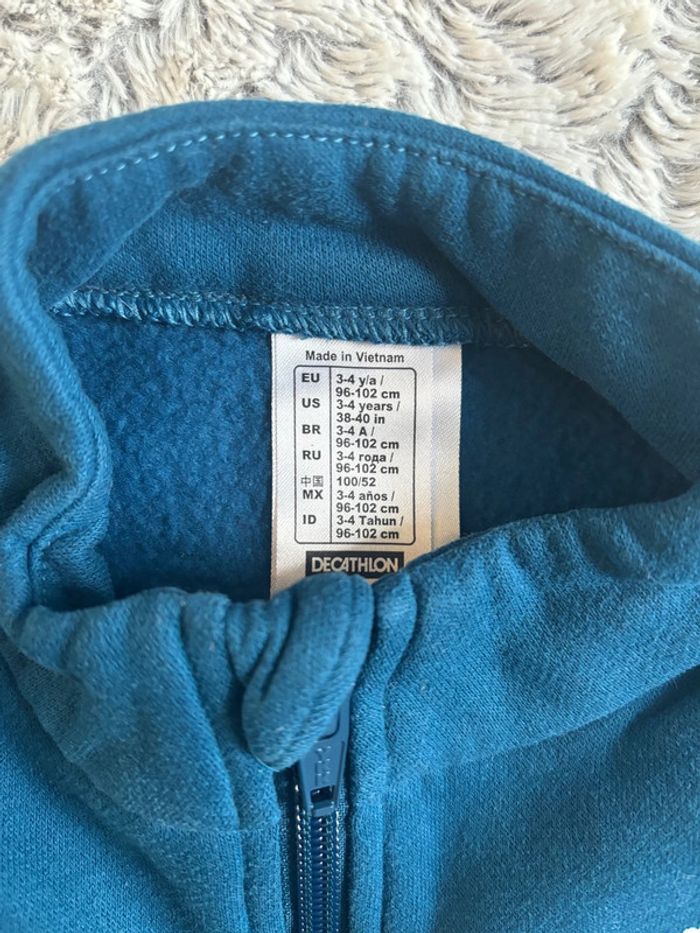 Made in Vietnam
EU 3-4 y/a /
96-102 cm
US 3-4 years /
38-40 in
BR 3-4 A /
96-102 cm
RU 3-4 года /
96-102 cm
中国 100/52
MX 3-4 años /
96-102 cm
ID 3-4 Tahun /
96-102 cm
DECATHLON